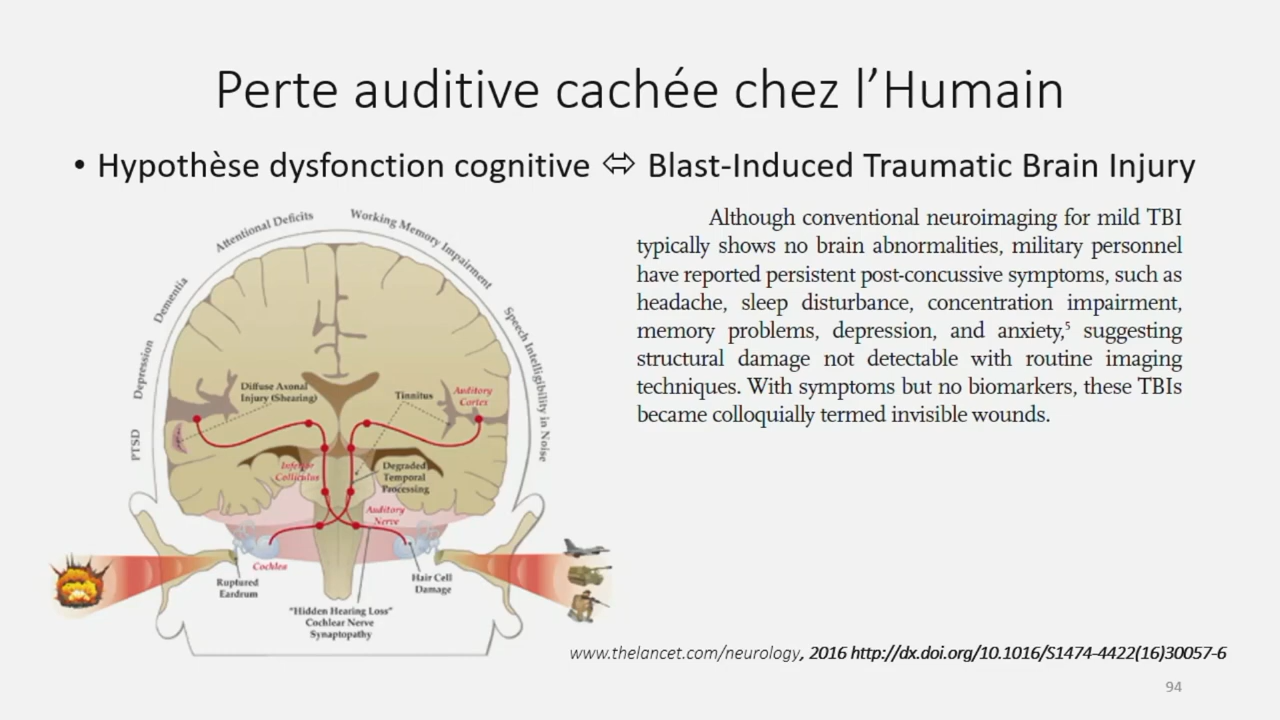 Perte auditive cachée chez l’Humain
• Hypothèse dysfonction cognitive ⬄ Blast-Induced Traumatic Brain Injury
Although conventional neuroimaging for mild TBI
typically shows no brain abnormalities, military personnel
have reported persistent post-concussive symptoms, such as
headache, sleep disturbance, concentration impairment,
memory problems, depression, and anxiety,⁵ suggesting
structural damage not detectable with routine imaging
techniques. With symptoms but no biomarkers, these TBIs
became colloquially termed invisible wounds.
PTSD
Depression
Dementia
Attentional Deficits
Working Memory Impairment
Speech Intelligibility in Noise
Diffuse Axonal
Injury (Shearing)
Tinnitus
Auditory
Cortex
Inferior
Colliculus
Degraded
Temporal
Processing
Auditory
Nerve
Cochlea
Ruptured
Eardrum
Hair Cell
Damage
"Hidden Hearing Loss"
Cochlear Nerve
Synaptopathy
www.thelancet.com/neurology, 2016 http://dx.doi.org/10.1016/S1474-4422(16)30057-6
94